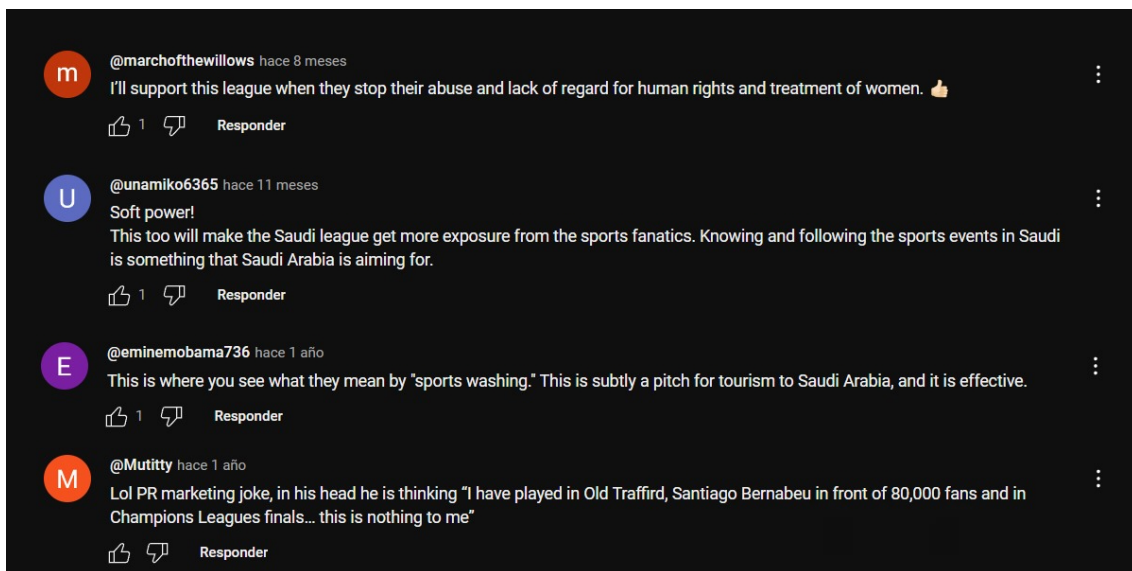 m
@marchofthewillows hace 8 meses
I'll support this league when they stop their abuse and lack of regard for human rights and treatment of women. 👍🏻
1 Responder
U
@unamiko6365 hace 11 meses
Soft power!
This too will make the Saudi league get more exposure from the sports fanatics. Knowing and following the sports events in Saudi
is something that Saudi Arabia is aiming for.
1 Responder
E
@eminemobama736 hace 1 año
This is where you see what they mean by "sports washing." This is subtly a pitch for tourism to Saudi Arabia, and it is effective.
1 Responder
M
@Mutitty hace 1 año
Lol PR marketing joke, in his head he is thinking “I have played in Old Traffird, Santiago Bernabeu in front of 80,000 fans and in
Champions Leagues finals... this is nothing to me”
Responder